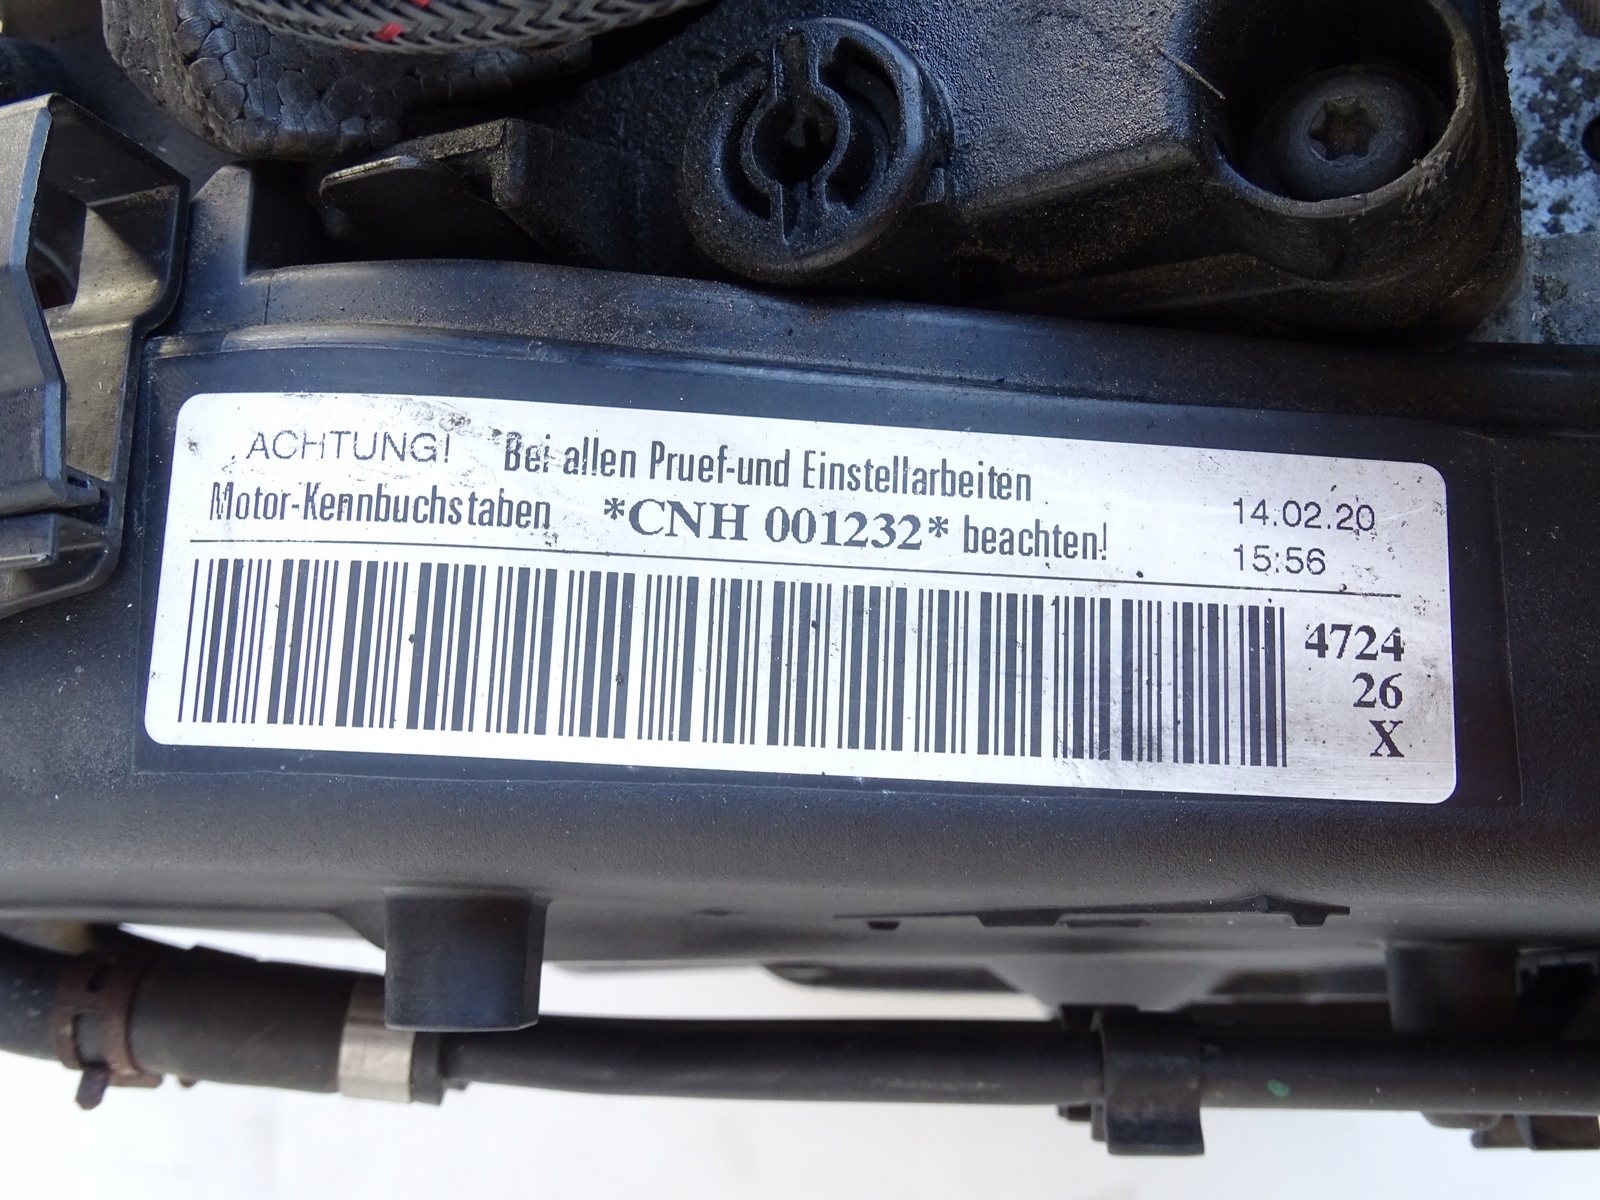 ACHTUNG! Bei allen Pruef-und Einstellarbeiten
Motor-Kennbuchstaben *CNH 001232* beachten!
14.02.20
15:56
4724
26
X